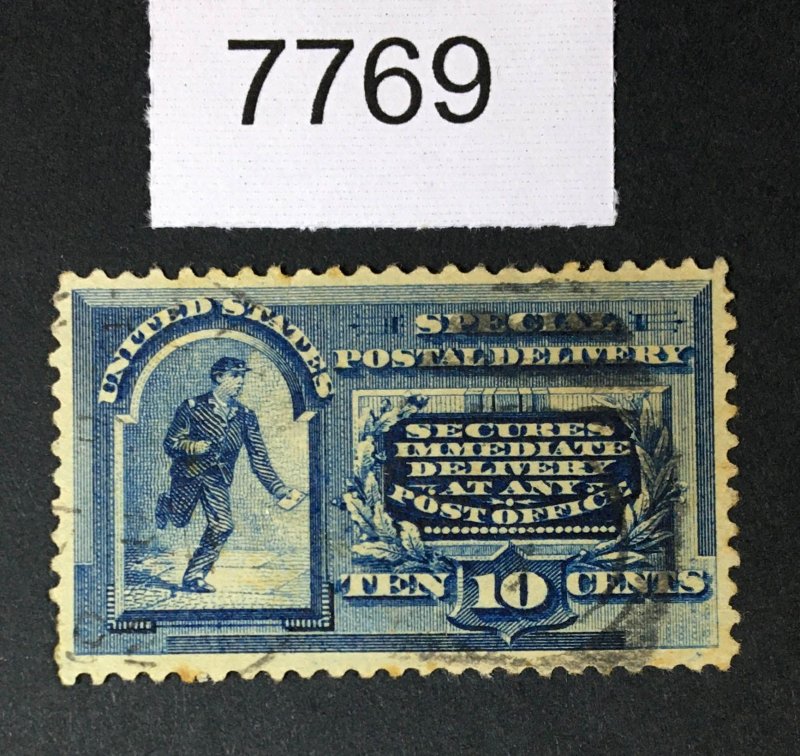 7769
UNITED STATES
SPECIAL
POSTAL DELIVERY
SECURES
IMMEDIATE
DELIVERY
AT ANY
POST OFFICE
TEN 10 CENTS